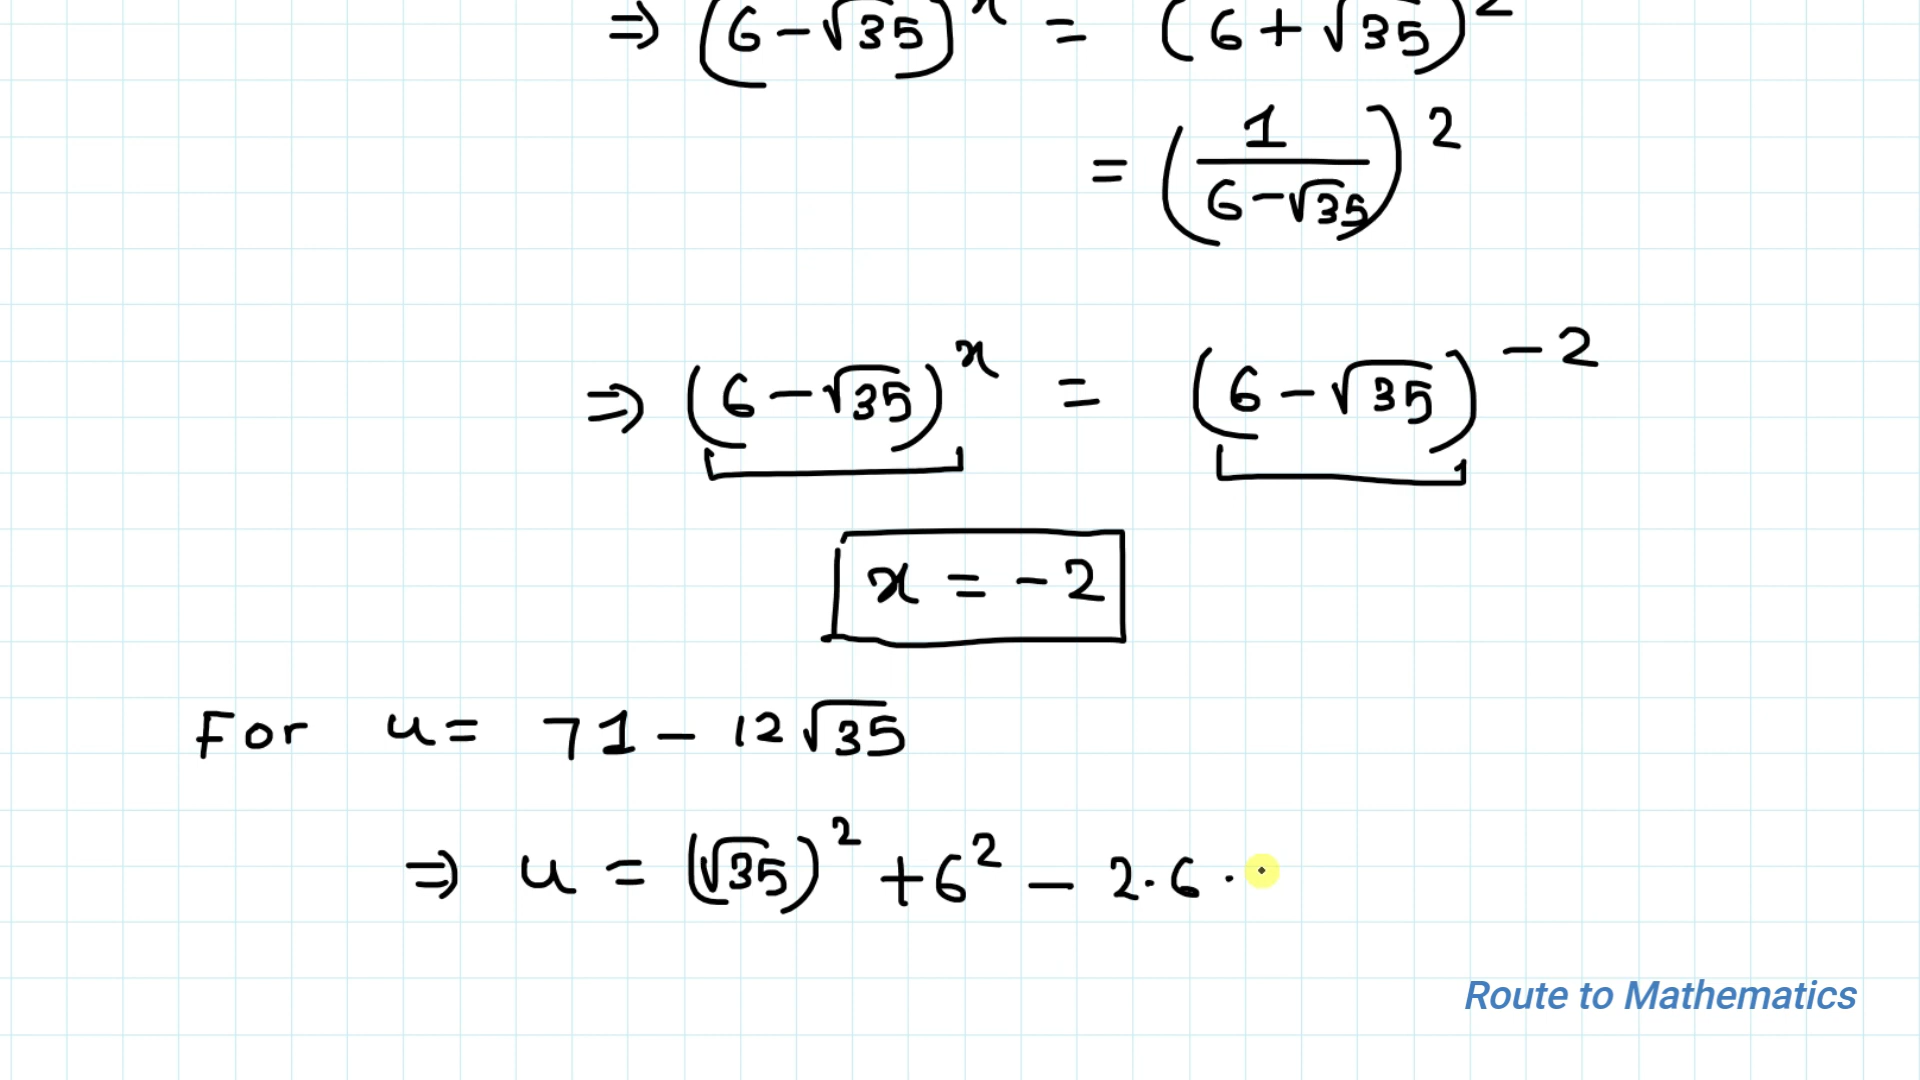 ⇒ (6 − √35)^x = (6 + √35)^2
= (1/(6 − √35))^2
⇒ (6 − √35)^x = (6 − √35)^−2
x = −2
For u = 71 − 12√35
⇒ u = (√35)^2 + 6^2 − 2·6·
Route to Mathematics